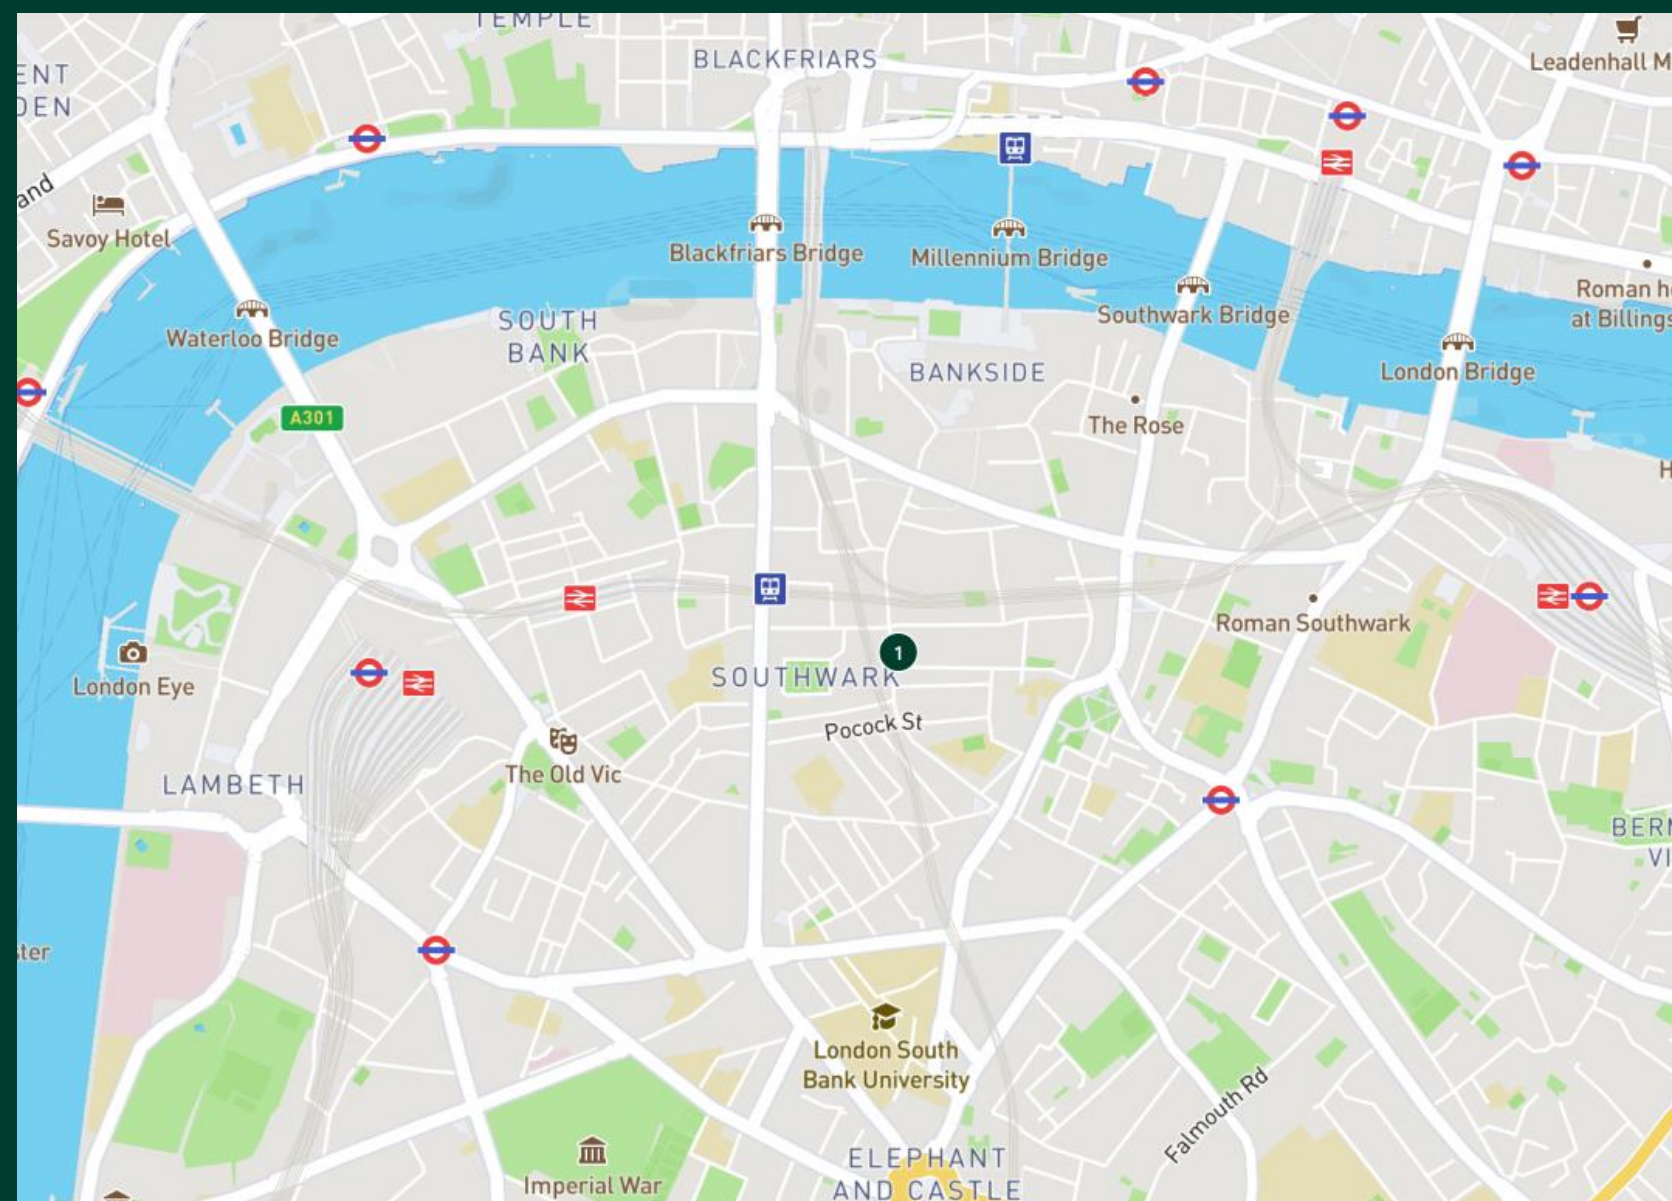 TEMPLE
BLACKFRIARS
Leadenhall M
ENT
DEN
and
Savoy Hotel
Blackfriars Bridge
Millennium Bridge
Southwark Bridge
Roman h
at Billings
Waterloo Bridge
SOUTH
BANK
BANKSIDE
London Bridge
A301
The Rose
H
Roman Southwark
1
SOUTHWARK
London Eye
Pocock St
The Old Vic
LAMBETH
BERM
VI
ster
London South
Bank University
Falmouth Rd
ELEPHANT
AND CASTLE
Imperial War